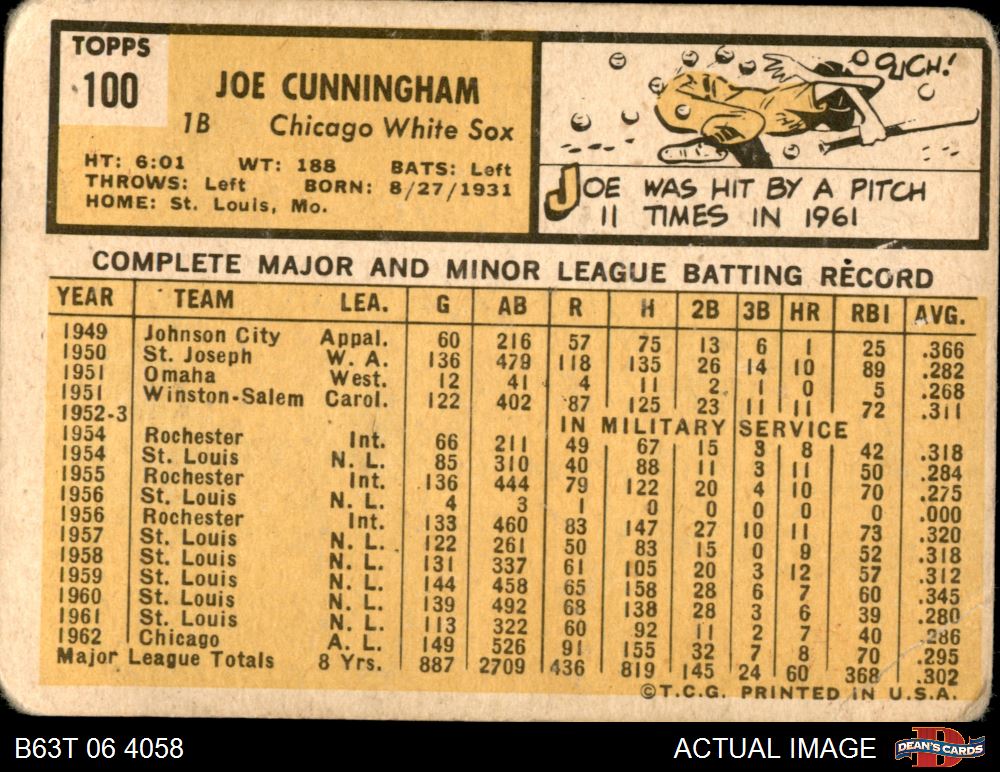 TOPPS
100
JOE CUNNINGHAM
1B Chicago White Sox
HT: 6:01 WT: 188 BATS: Left
THROWS: Left BORN: 8/27/1931
HOME: St. Louis, Mo.
OUCH!
JOE WAS HIT BY A PITCH
11 TIMES IN 1961
COMPLETE MAJOR AND MINOR LEAGUE BATTING RECORD
YEAR TEAM LEA. G AB R H 2B 3B HR RBI AVG.
1949 Johnson City Appal. 60 216 57 75 13 6 1 25 .366
1950 St. Joseph W. A. 136 479 118 135 26 14 10 89 .282
1951 Omaha West. 12 41 4 11 2 1 0 5 .268
1951 Winston-Salem Carol. 122 402 87 125 23 11 11 72 .311
1952-3 IN MILITARY SERVICE
1954 Rochester Int. 66 211 49 67 15 3 8 42 .318
1954 St. Louis N. L. 85 310 40 88 11 3 11 50 .284
1955 Rochester Int. 136 444 79 122 20 4 10 70 .275
1956 St. Louis N. L. 4 3 1 0 0 0 0 0 .000
1956 Rochester Int. 133 460 83 147 27 10 11 73 .320
1957 St. Louis N. L. 122 261 50 83 15 0 9 52 .318
1958 St. Louis N. L. 131 337 61 105 20 3 12 57 .312
1959 St. Louis N. L. 144 458 65 158 28 6 7 60 .345
1960 St. Louis N. L. 139 492 68 138 28 3 6 39 .280
1961 St. Louis N. L. 113 322 60 92 11 2 7 40 .286
1962 Chicago A. L. 149 526 91 155 32 7 8 70 .295
Major League Totals 8 Yrs. 887 2709 436 819 145 24 60 368 .302
©T.C.G. PRINTED IN U.S.A.
B63T 06 4058 ACTUAL IMAGE DEAN'S CARDS